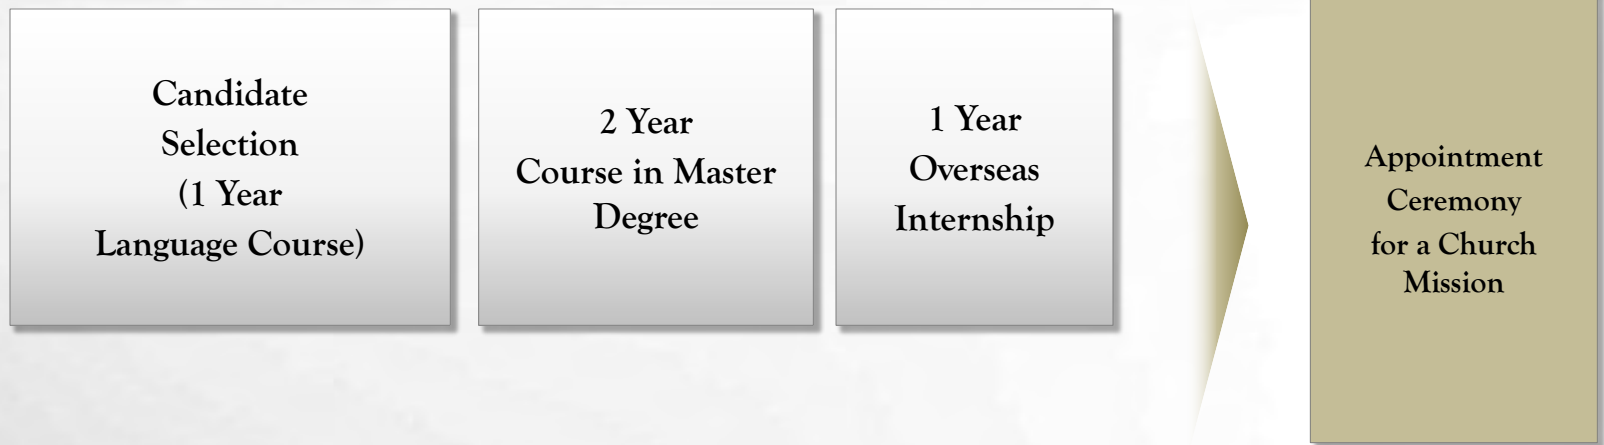 Candidate
Selection
(1 Year
Language Course)
2 Year
Course in Master
Degree
1 Year
Overseas
Internship
Appointment
Ceremony
for a Church
Mission